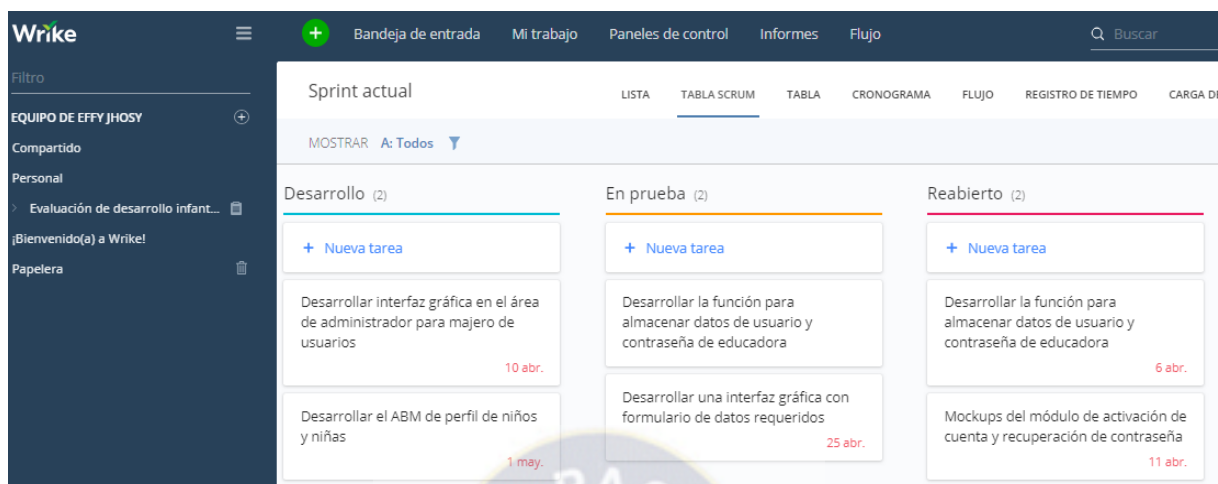 Wrike
Bandeja de entrada
Mi trabajo
Paneles de control
Informes
Flujo
Buscar
Filtro
EQUIPO DE EFFY JHOSY
Compartido
Personal
Evaluación de desarrollo infant...
¡Bienvenido(a) a Wrike!
Papelera
Sprint actual
LISTA
TABLA SCRUM
TABLA
CRONOGRAMA
FLUJO
REGISTRO DE TIEMPO
CARGA DE
MOSTRAR A: Todos
Desarrollo (2)
+ Nueva tarea
Desarrollar interfaz gráfica en el área
de administrador para majero de
usuarios
10 abr.
Desarrollar el ABM de perfil de niños
y niñas
1 may.
En prueba (2)
+ Nueva tarea
Desarrollar la función para
almacenar datos de usuario y
contraseña de educadora
Desarrollar una interfaz gráfica con
formulario de datos requeridos
25 abr.
Reabierto (2)
+ Nueva tarea
Desarrollar la función para
almacenar datos de usuario y
contraseña de educadora
6 abr.
Mockups del módulo de activación de
cuenta y recuperación de contraseña
11 abr.